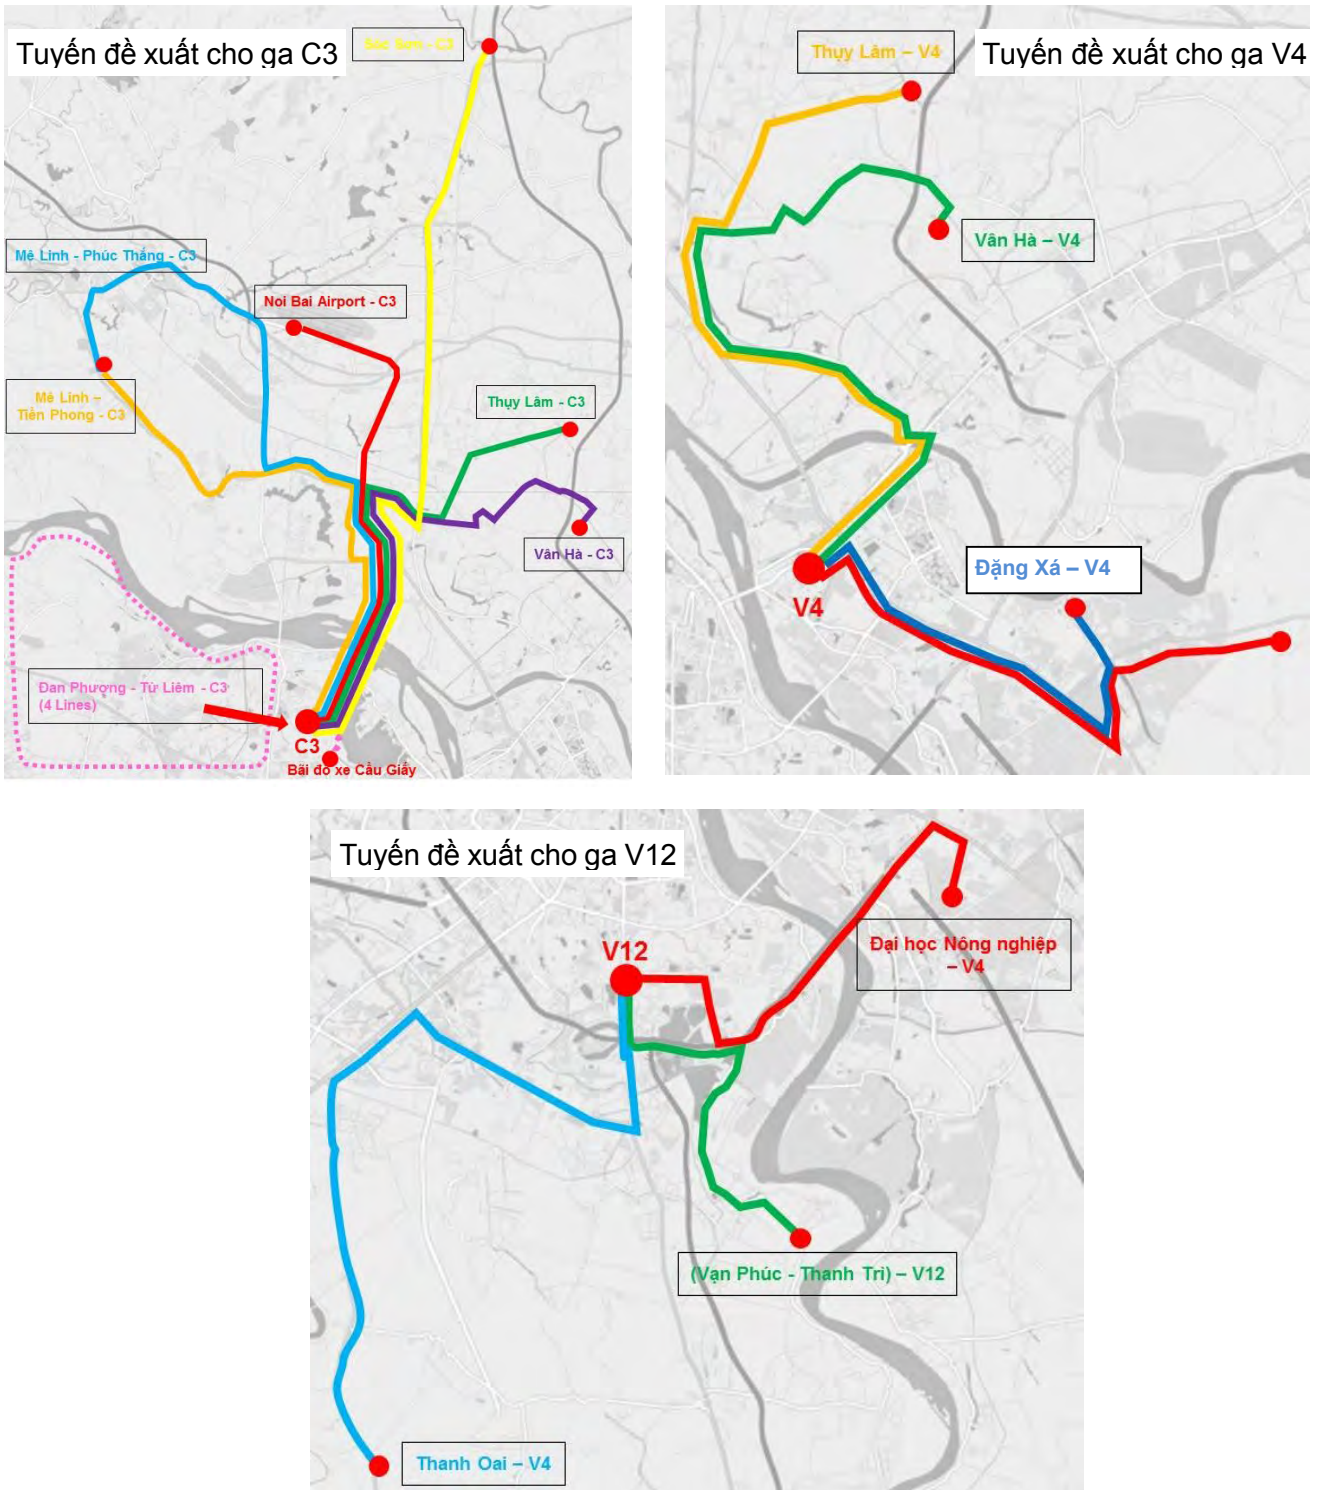 Tuyến đề xuất cho ga C3
Sóc Sơn - C3
Mê Linh - Phúc Thắng - C3
Noi Bai Airport - C3
Mê Linh –
Tiền Phong - C3
Thụy Lâm - C3
Vân Hà - C3
Đan Phượng - Từ Liêm - C3
(4 Lines)
C3
Bãi đỗ xe Cầu Giấy
Tuyến đề xuất cho ga V4
Thụy Lâm – V4
Vân Hà – V4
Đặng Xá – V4
V4
Tuyến đề xuất cho ga V12
V12
Đại học Nông nghiệp
– V4
(Vạn Phúc - Thanh Trì) – V12
Thanh Oai – V4